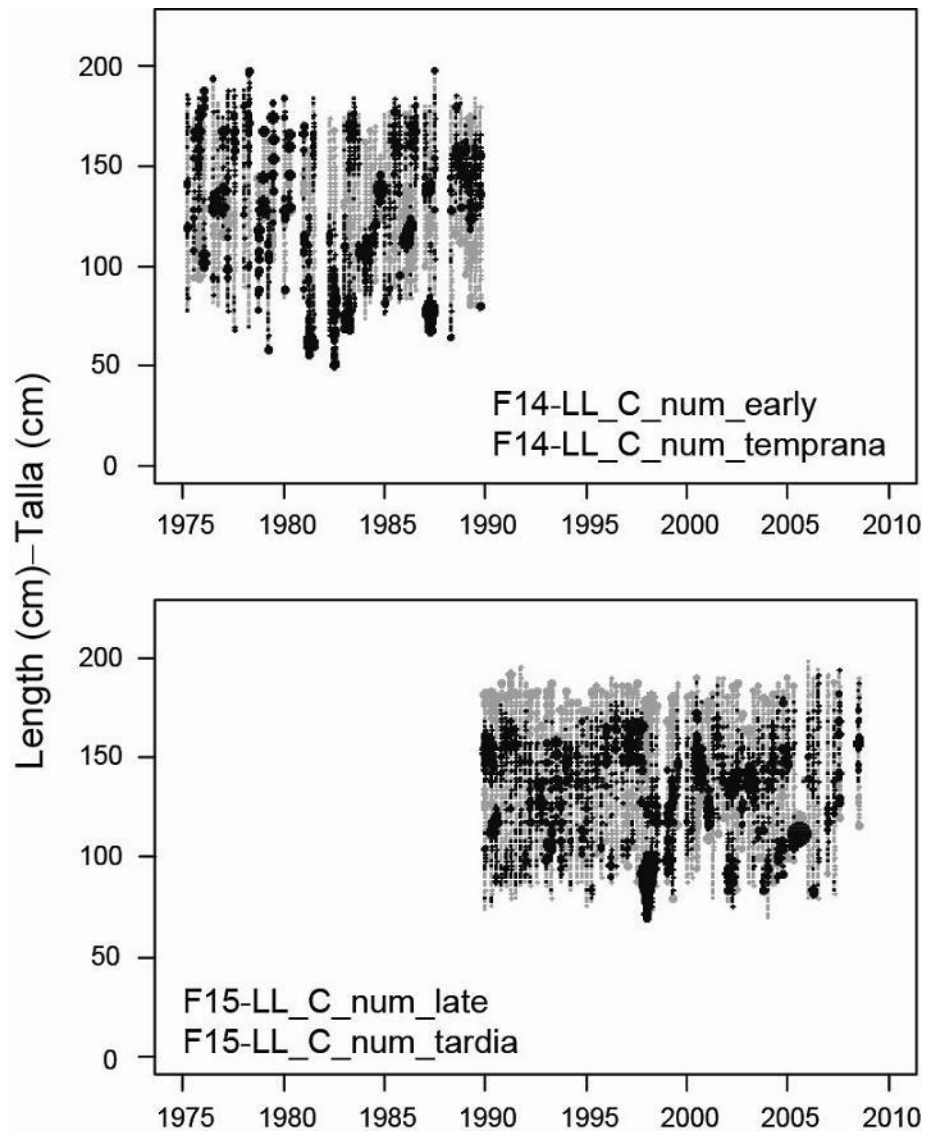 Length (cm)–Talla (cm)
200
150
100
50
0
F14-LL_C_num_early
F14-LL_C_num_temprana
1975 1980 1985 1990 1995 2000 2005 2010
200
150
100
50
0
F15-LL_C_num_late
F15-LL_C_num_tardia
1975 1980 1985 1990 1995 2000 2005 2010